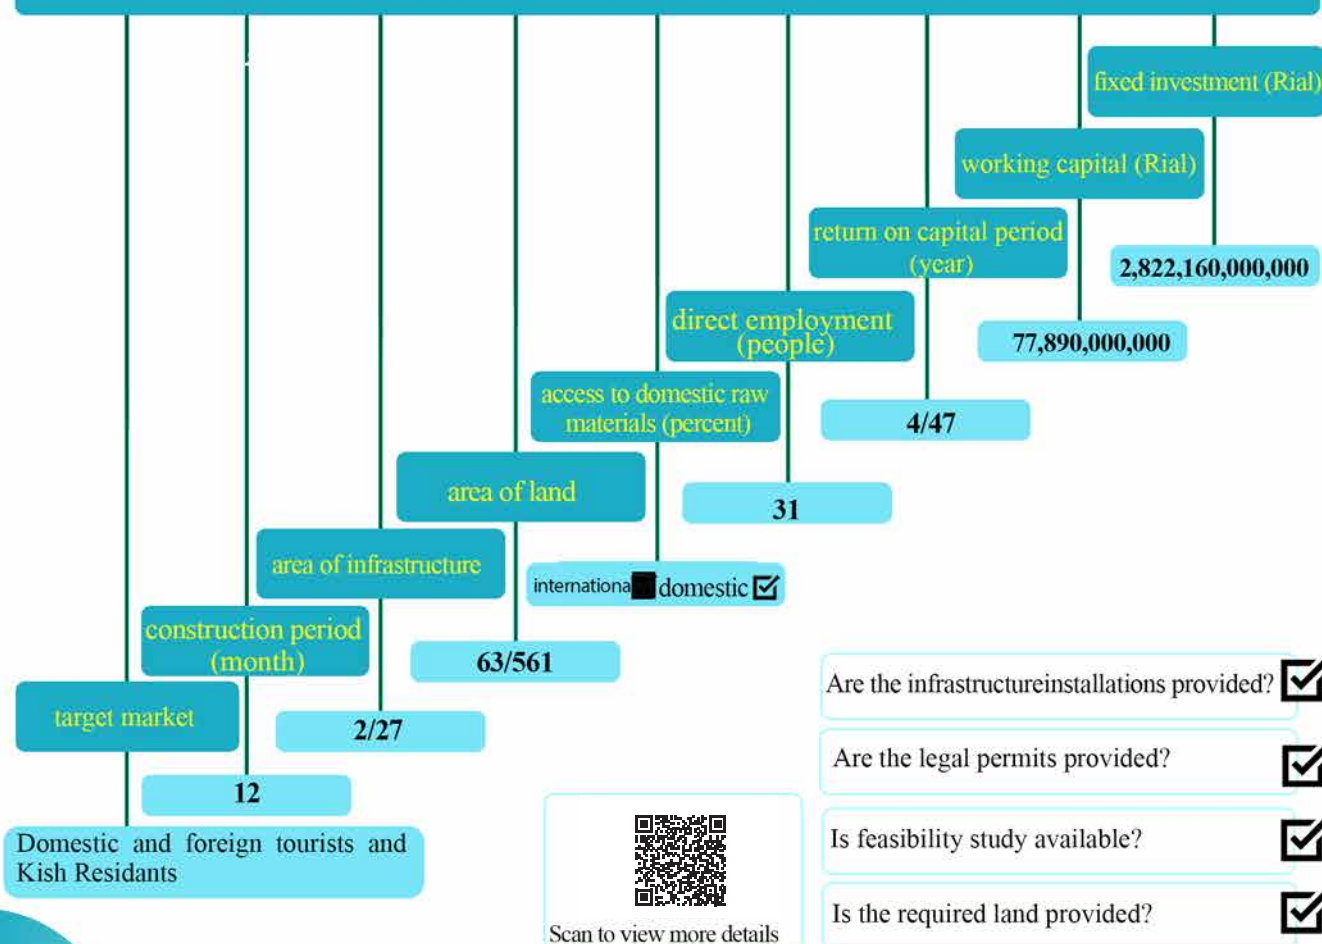 fixed investment (Rial)
2,822,160,000,000
working capital (Rial)
77,890,000,000
return on capital period
(year)
4/47
direct employment
(people)
31
access to domestic raw
materials (percent)
internationa domestic
area of land
63/561
area of infrastructure
2/27
construction period
(month)
12
target market
Domestic and foreign tourists and
Kish Residants
Are the infrastructureinstallations provided?
Are the legal permits provided?
Is feasibility study available?
Is the required land provided?
Scan to view more details